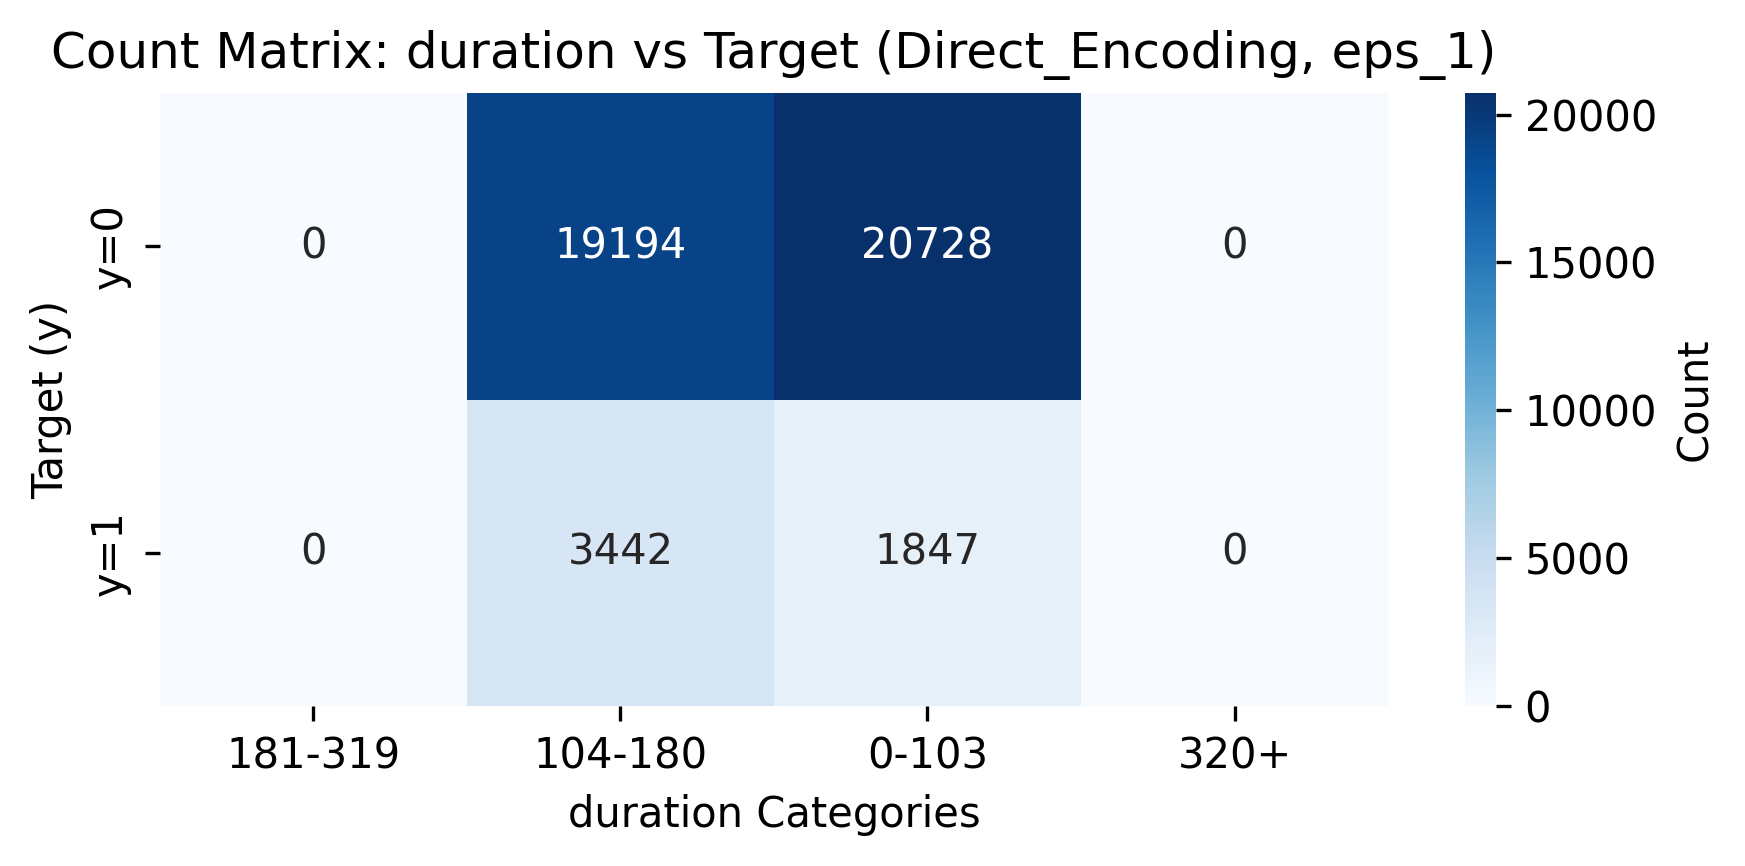 Count Matrix: duration vs Target (Direct_Encoding, eps_1)
Target (y)
y=0
0 19194 20728 0
y=1
0 3442 1847 0
181-319 104-180 0-103 320+
duration Categories
20000
15000
10000
5000
0
Count